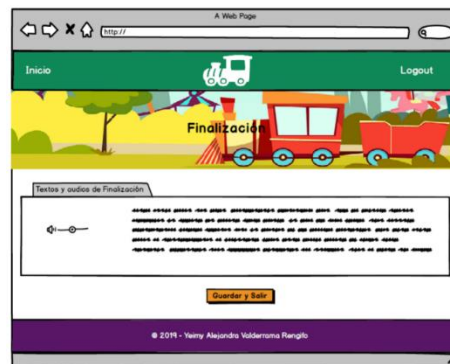 A Web Page
http://
Inicio
Logout
Finalización
Textos y audios de Finalización
Guardar y Salir
© 2019 - Yeimy Alejandra Valderrama Rengifo